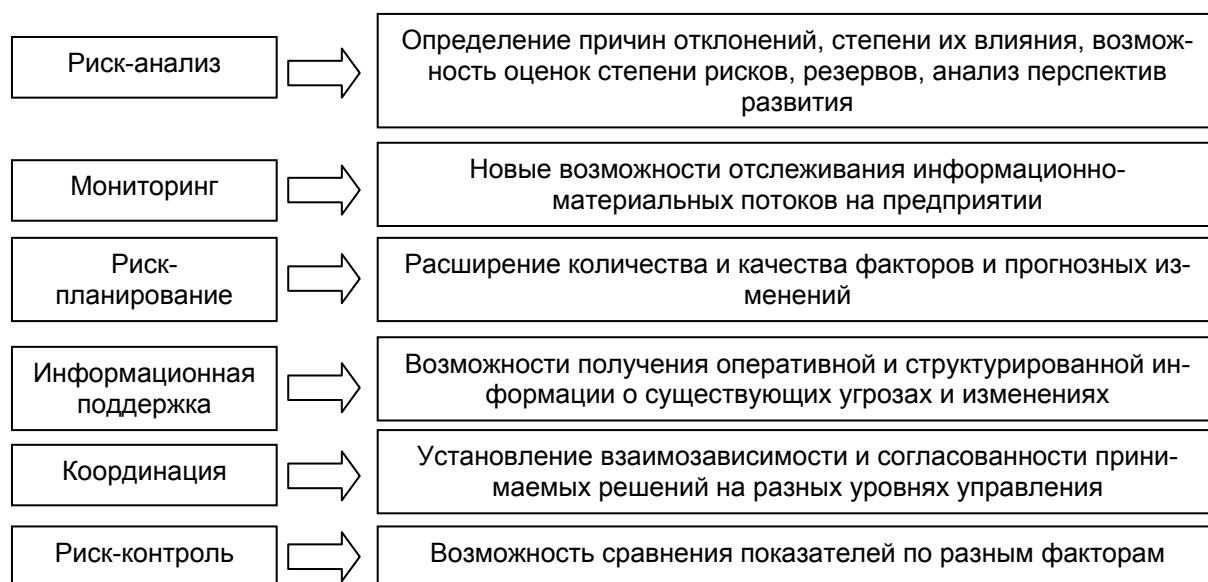 Риск-анализ
Определение причин отклонений, степени их влияния, возмож-
ность оценок степени рисков, резервов, анализ перспектив
развития
Мониторинг
Новые возможности отслеживания информационно-
материальных потоков на предприятии
Риск-
планирование
Расширение количества и качества факторов и прогнозных из-
менений
Информационная
поддержка
Возможности получения оперативной и структурированной ин-
формации о существующих угрозах и изменениях
Координация
Установление взаимозависимости и согласованности прини-
маемых решений на разных уровнях управления
Риск-контроль
Возможность сравнения показателей по разным факторам